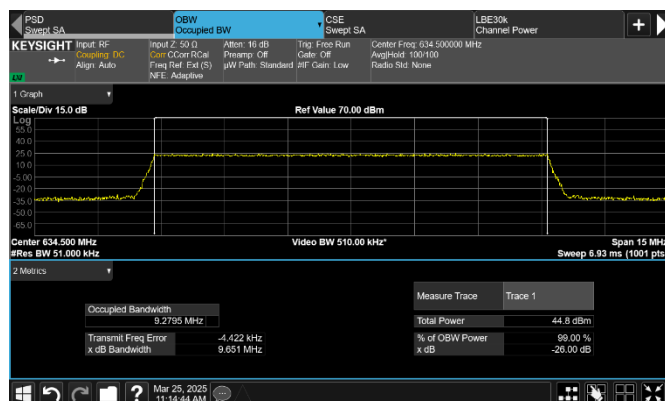 PSD
Swept SA
OBW
Occupied BW
CSE
Swept SA
LBE30k
Channel Power
KEYSIGHT
Input: RF
Coupling: DC
Align: Auto
Input Z: 50 Ω
Corr CCorr RCal
Freq Ref: Ext (S)
NFE: Adaptive
Atten: 16 dB
Preamp: Off
µW Path: Standard
Trig: Free Run
Gate: Off
#IF Gain: Low
Center Freq: 634.500000 MHz
Avg|Hold: 100/100
Radio Std: None
1 Graph
Scale/Div 15.0 dB
Ref Value 70.00 dBm
Log
55.0
40.0
25.0
10.0
-5.00
-20.0
-35.0
-50.0
-65.0
Center 634.500 MHz
Video BW 510.00 kHz*
Span 15 MHz
#Res BW 51.000 kHz
Sweep 6.93 ms (1001 pts
2 Metrics
Measure Trace
Trace 1
Occupied Bandwidth
9.2795 MHz
Total Power
44.8 dBm
Transmit Freq Error
-4.422 kHz
% of OBW Power
99.00 %
x dB Bandwidth
9.651 MHz
x dB
-26.00 dB
?
Mar 25, 2025
11:14:44 AM